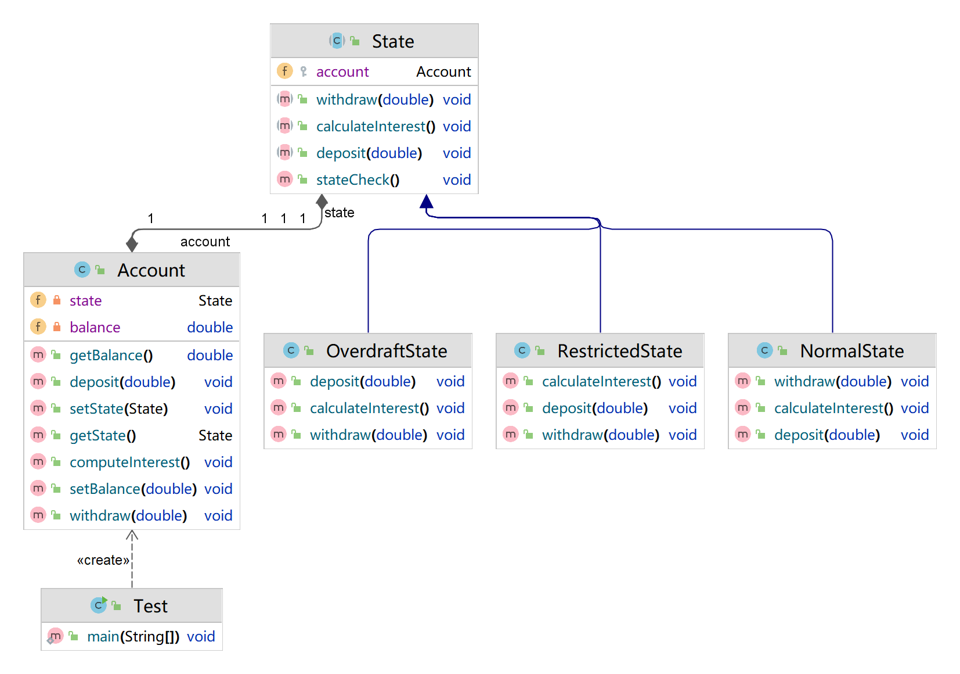 State
account Account
withdraw(double) void
calculateInterest() void
deposit(double) void
stateCheck() void
1 1 1 1 state
account
Account
state State
balance double
getBalance() double
deposit(double) void
setState(State) void
getState() State
computeInterest() void
setBalance(double) void
withdraw(double) void
OverdraftState
deposit(double) void
calculateInterest() void
withdraw(double) void
RestrictedState
calculateInterest() void
deposit(double) void
withdraw(double) void
NormalState
withdraw(double) void
calculateInterest() void
deposit(double) void
«create»
Test
main(String[]) void